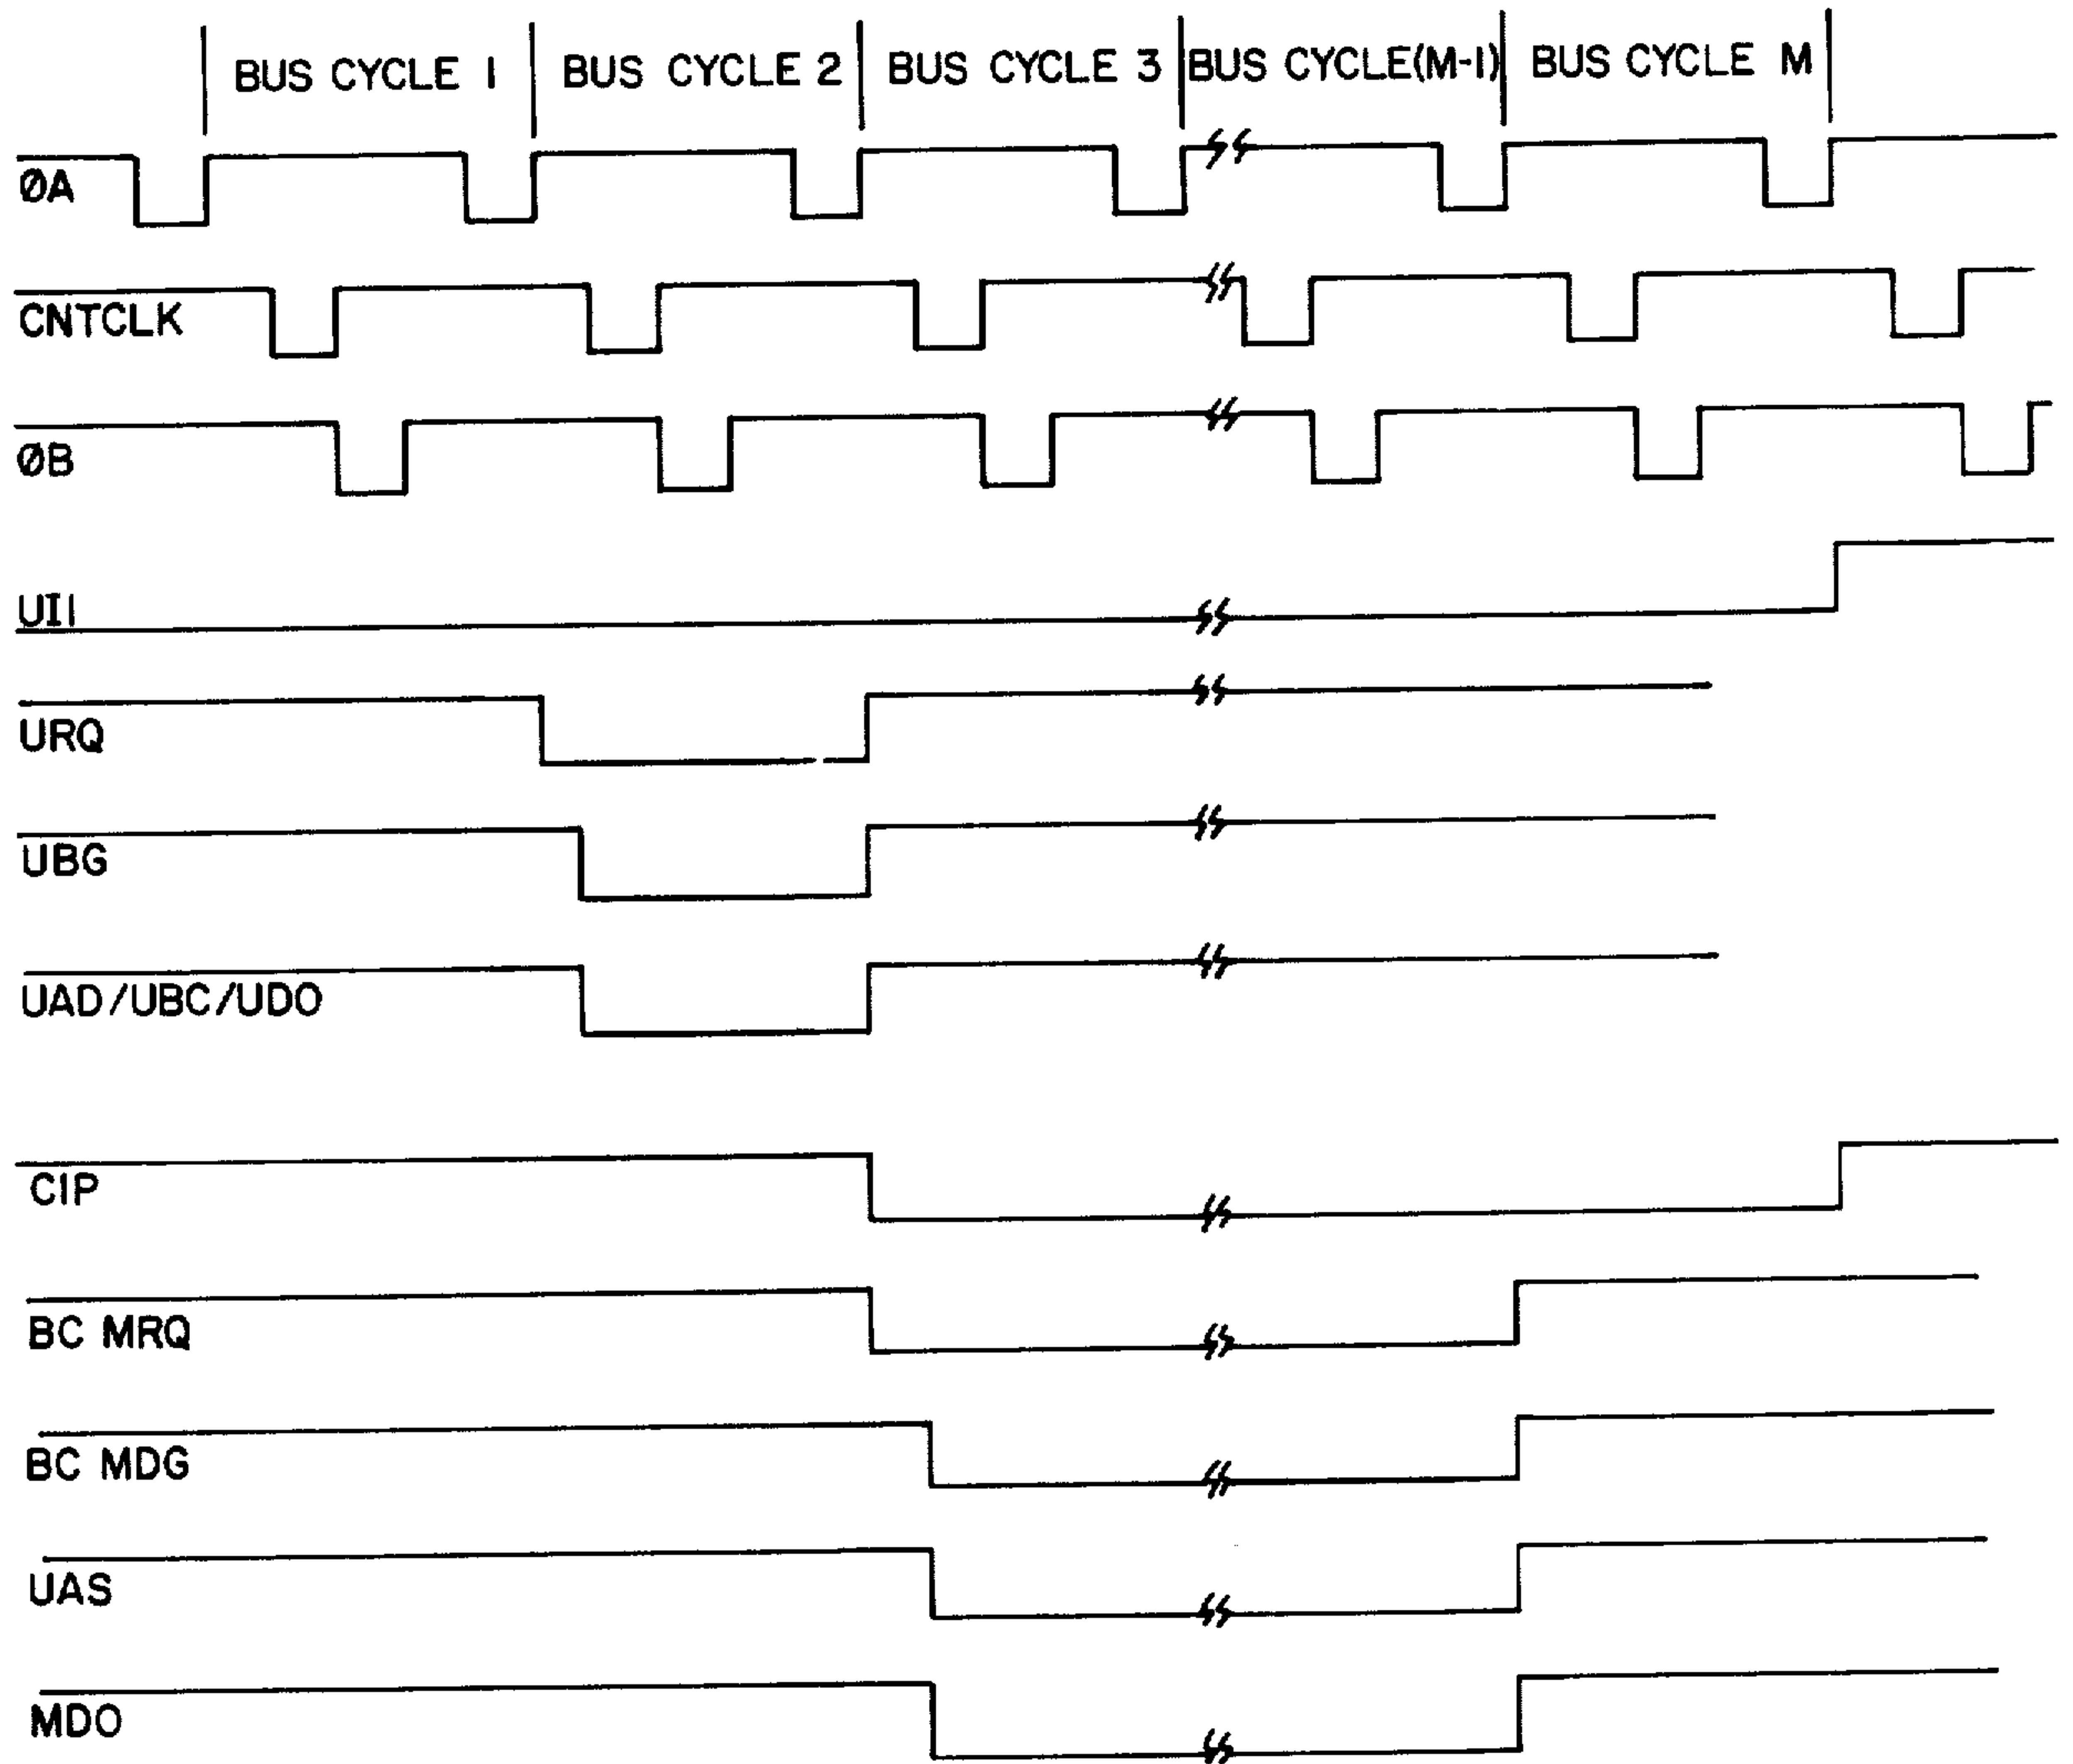 BUS CYCLE 1 BUS CYCLE 2 BUS CYCLE 3 BUS CYCLE(M-1) BUS CYCLE M
ØA
CNTCLK
ØB
UI1
URQ
UBG
UAD/UBC/UDO
CIP
BC MRQ
BC MDG
UAS
MDO